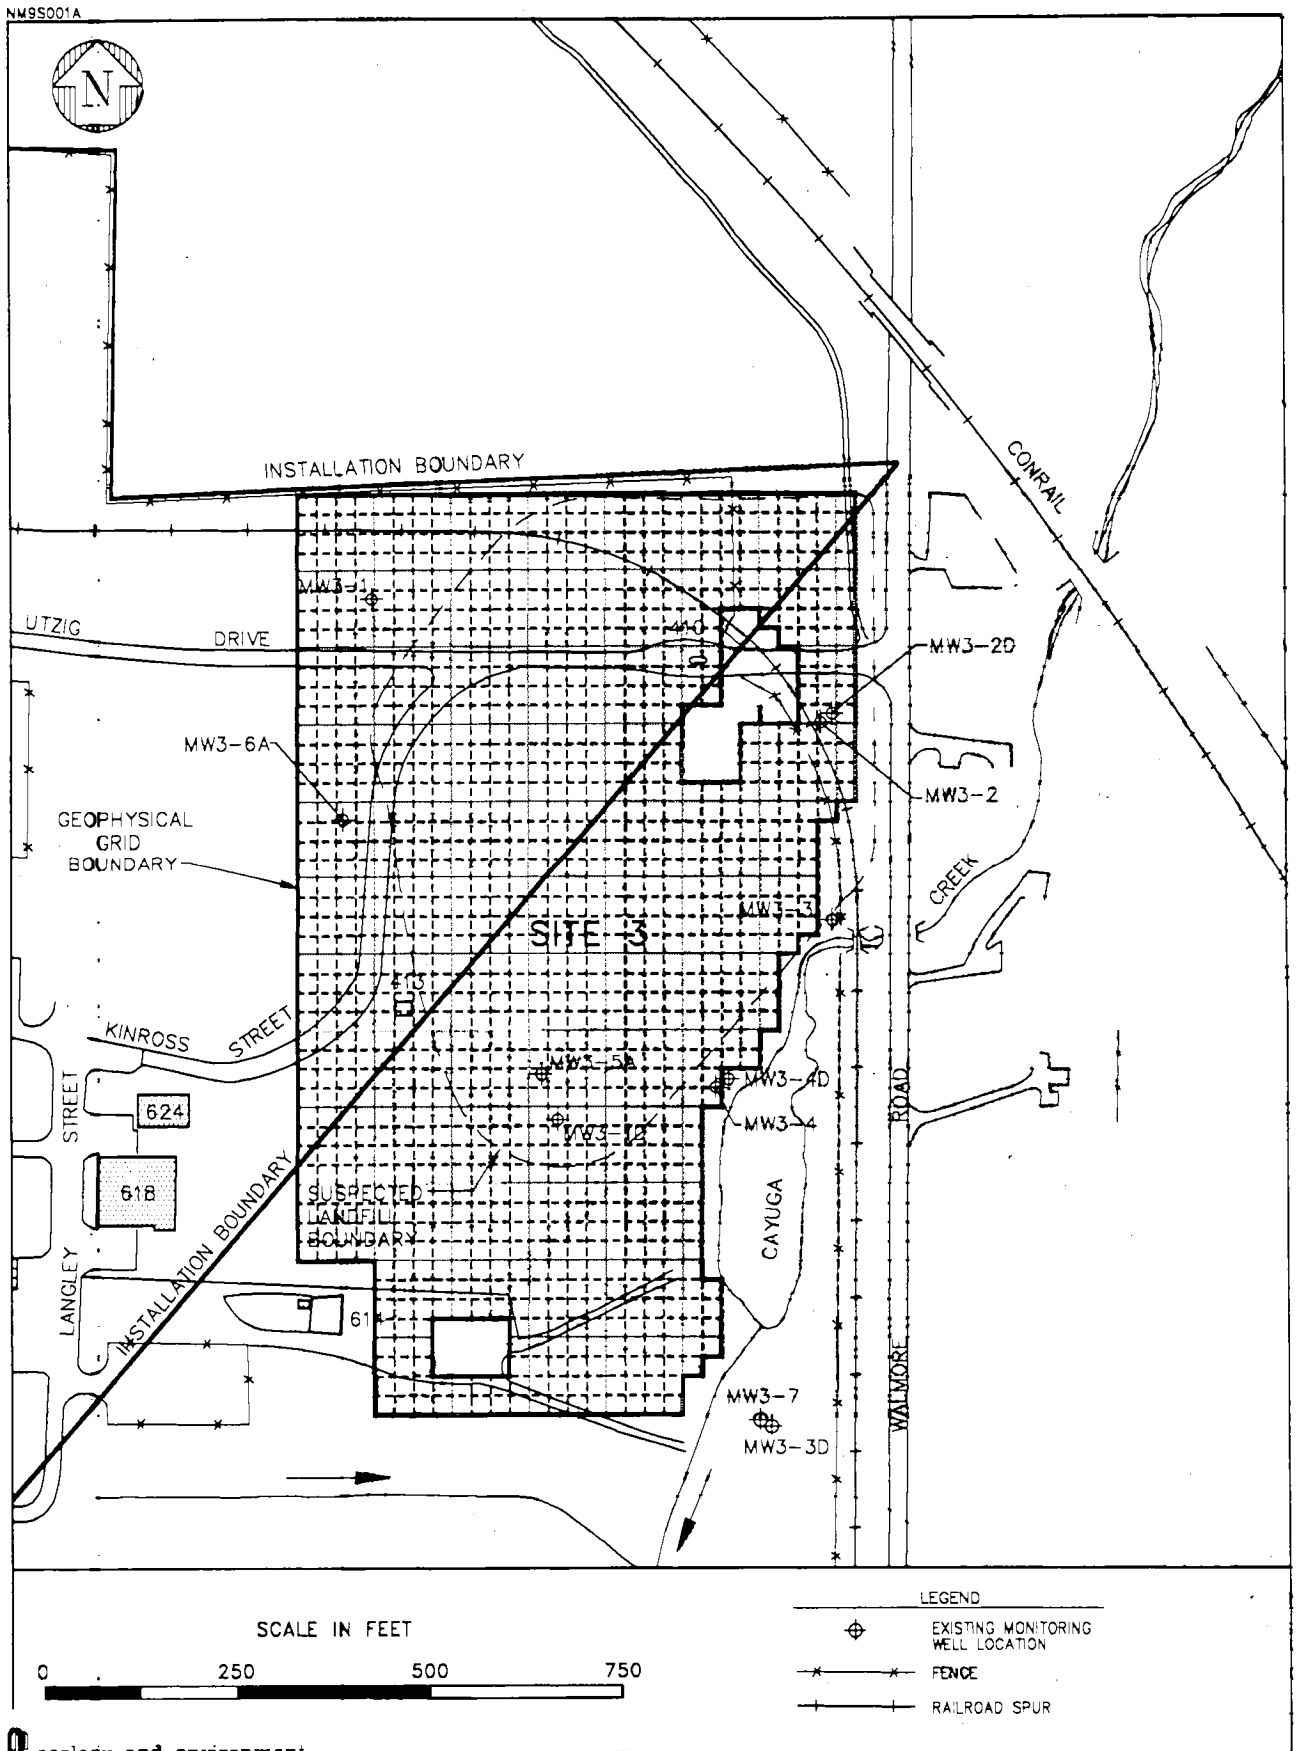 NM9S001A
N
INSTALLATION BOUNDARY
CONRAIL
MW3-1
UTZIG DRIVE
410
MW3-2D
MW3-6A
MW3-2
GEOPHYSICAL
GRID
BOUNDARY
CREEK
MW3-3
SITE 3
413
KINROSS STREET
MW3-5A
MW3-4D
MW3-4
STREET
624
ROAD
618
INSTALLATION BOUNDARY
SUSPECTED
LANDFILL
BOUNDARY
CAYUGA
LANGLEY
WALMORE
MW3-7
MW3-3D
SCALE IN FEET
0 250 500 750
LEGEND
EXISTING MONITORING
WELL LOCATION
FENCE
RAILROAD SPUR
ecology and environment